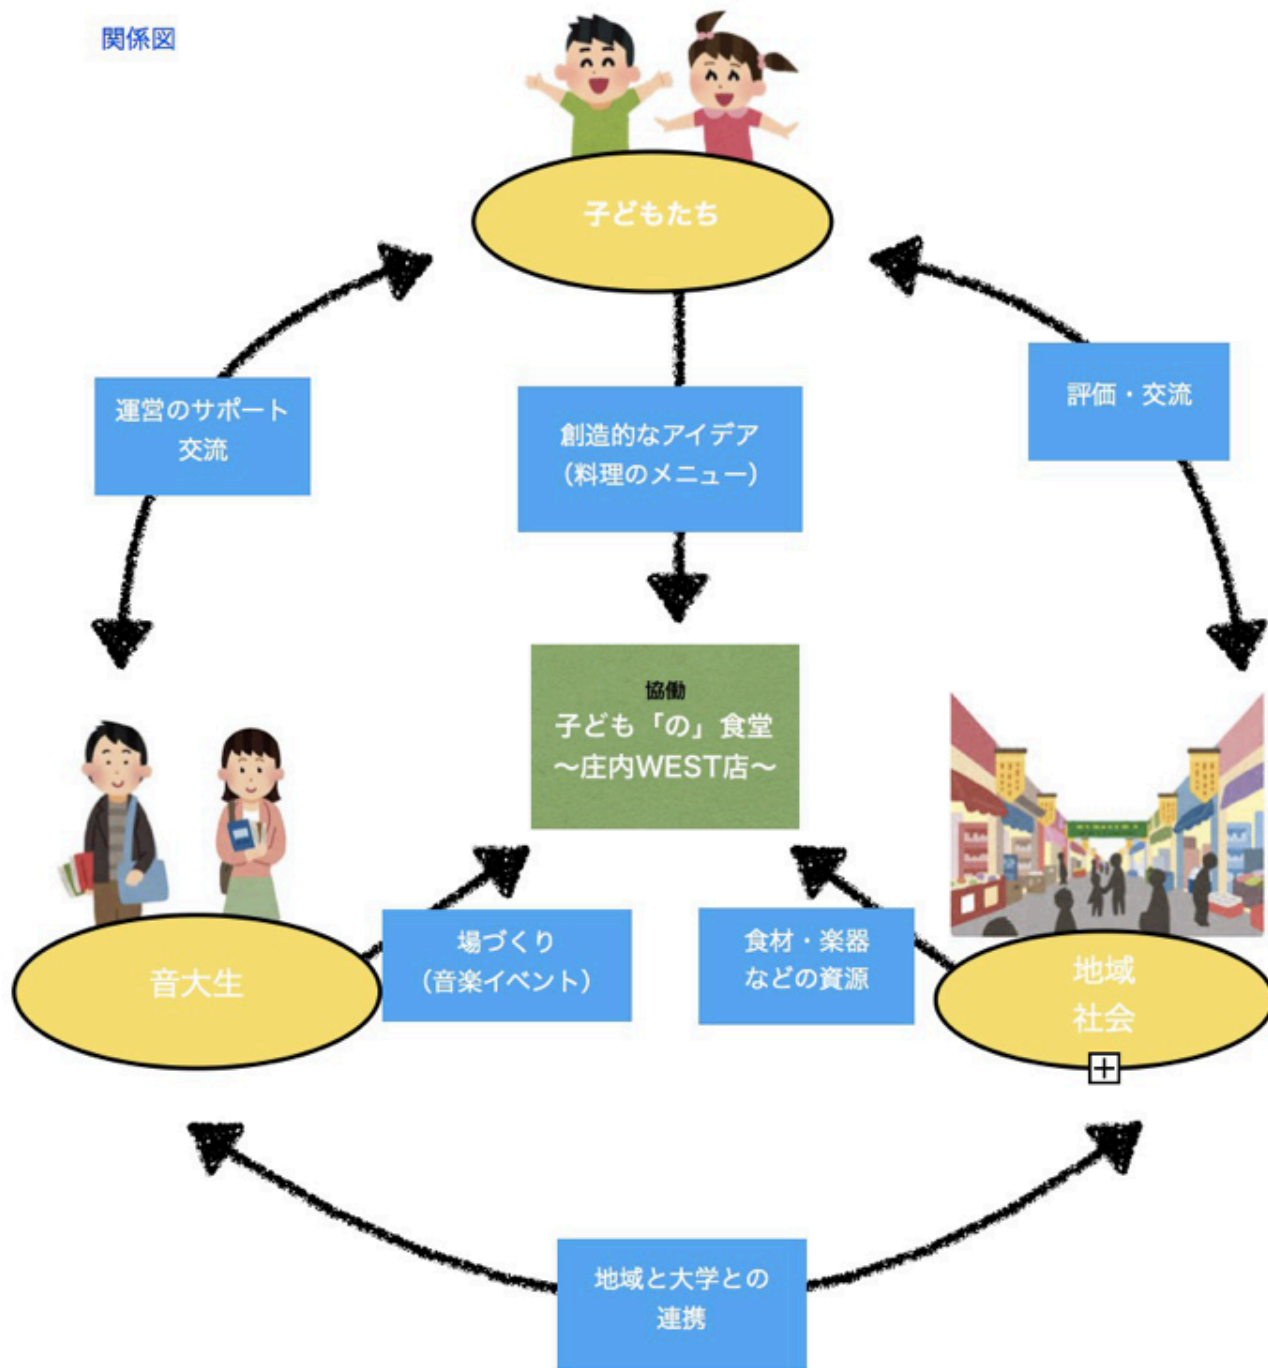 関係図
子どもたち
運営のサポート
交流
創造的なアイデア
（料理のメニュー）
評価・交流
協働
子ども「の」食堂
〜庄内WEST店〜
音大生
場づくり
（音楽イベント）
食材・楽器
などの資源
地域
社会
地域と大学との
連携